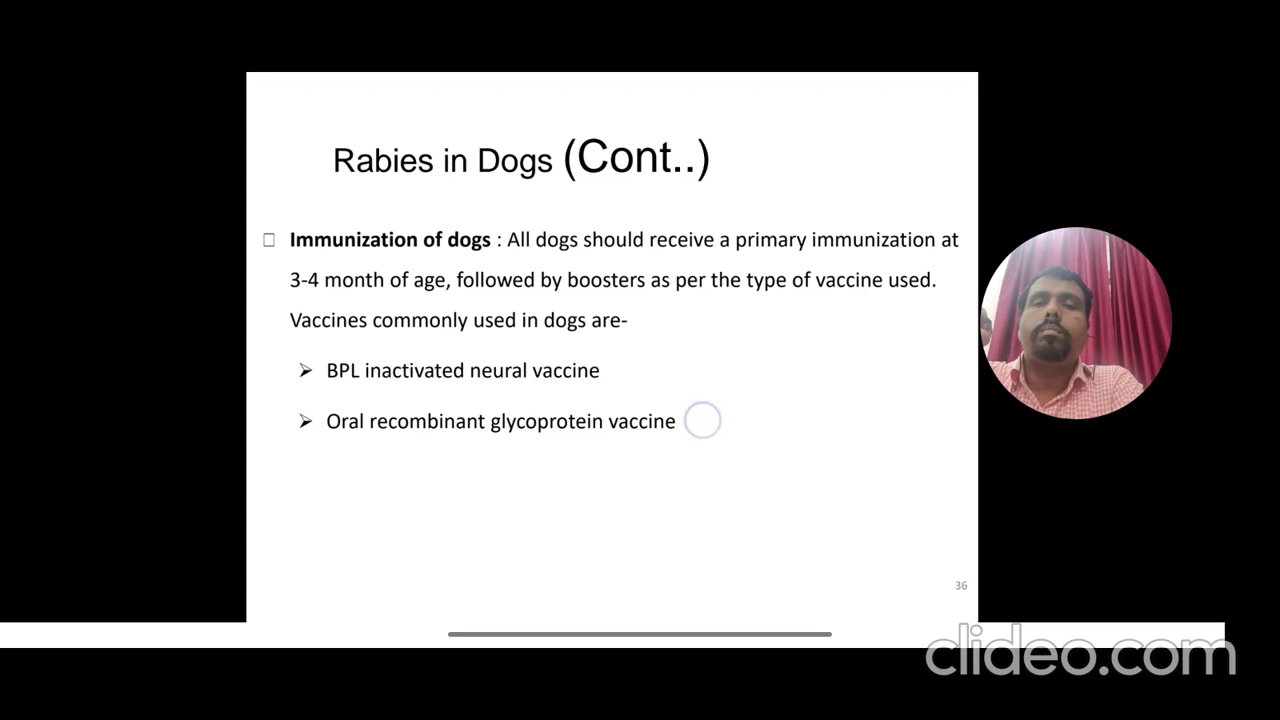 Rabies in Dogs (Cont..)
Immunization of dogs : All dogs should receive a primary immunization at
3-4 month of age, followed by boosters as per the type of vaccine used.
Vaccines commonly used in dogs are-
➢ BPL inactivated neural vaccine
➢ Oral recombinant glycoprotein vaccine
36
clideo.com